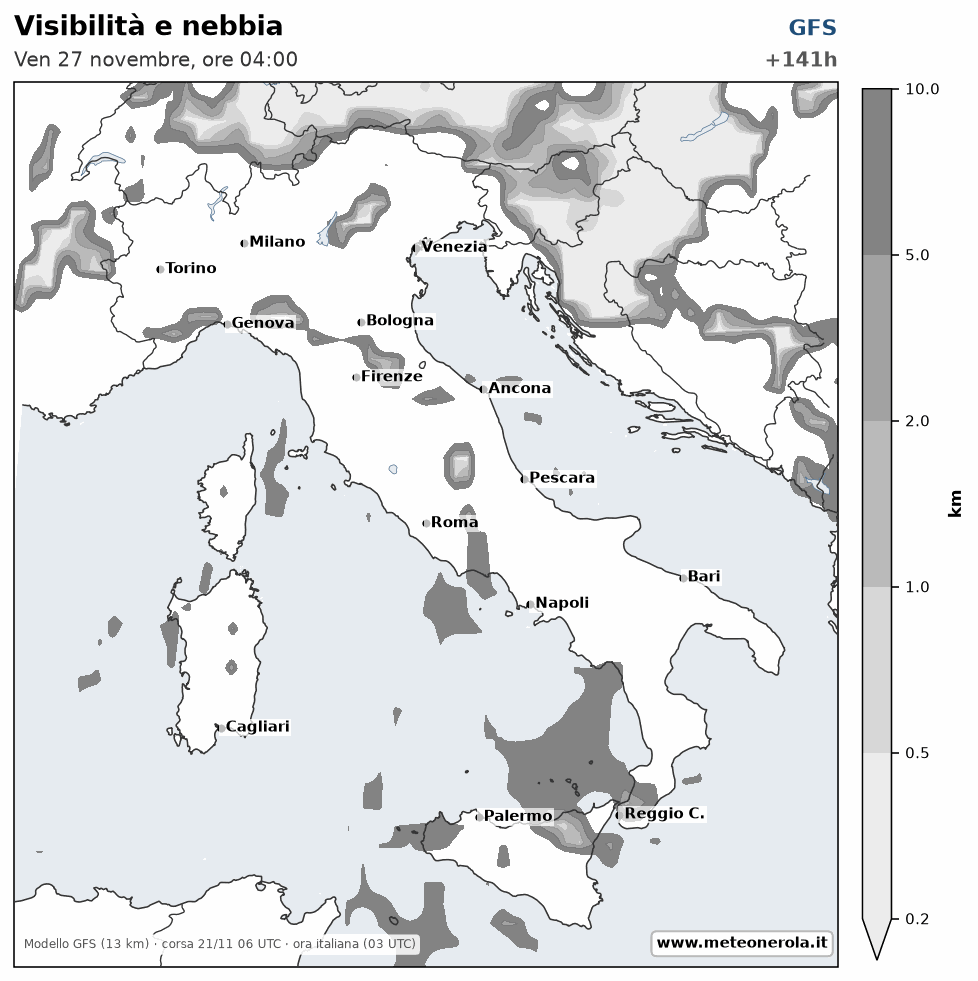 Visibilità e nebbia
GFS
Ven 27 novembre, ore 04:00
+141h
10.0
5.0
2.0
1.0
0.5
0.2
km
Milano
Venezia
Torino
Genova
Bologna
Firenze
Ancona
Pescara
Roma
Bari
Napoli
Cagliari
Palermo
Reggio C.
Modello GFS (13 km) · corsa 21/11 06 UTC · ora italiana (03 UTC)
www.meteonerola.it